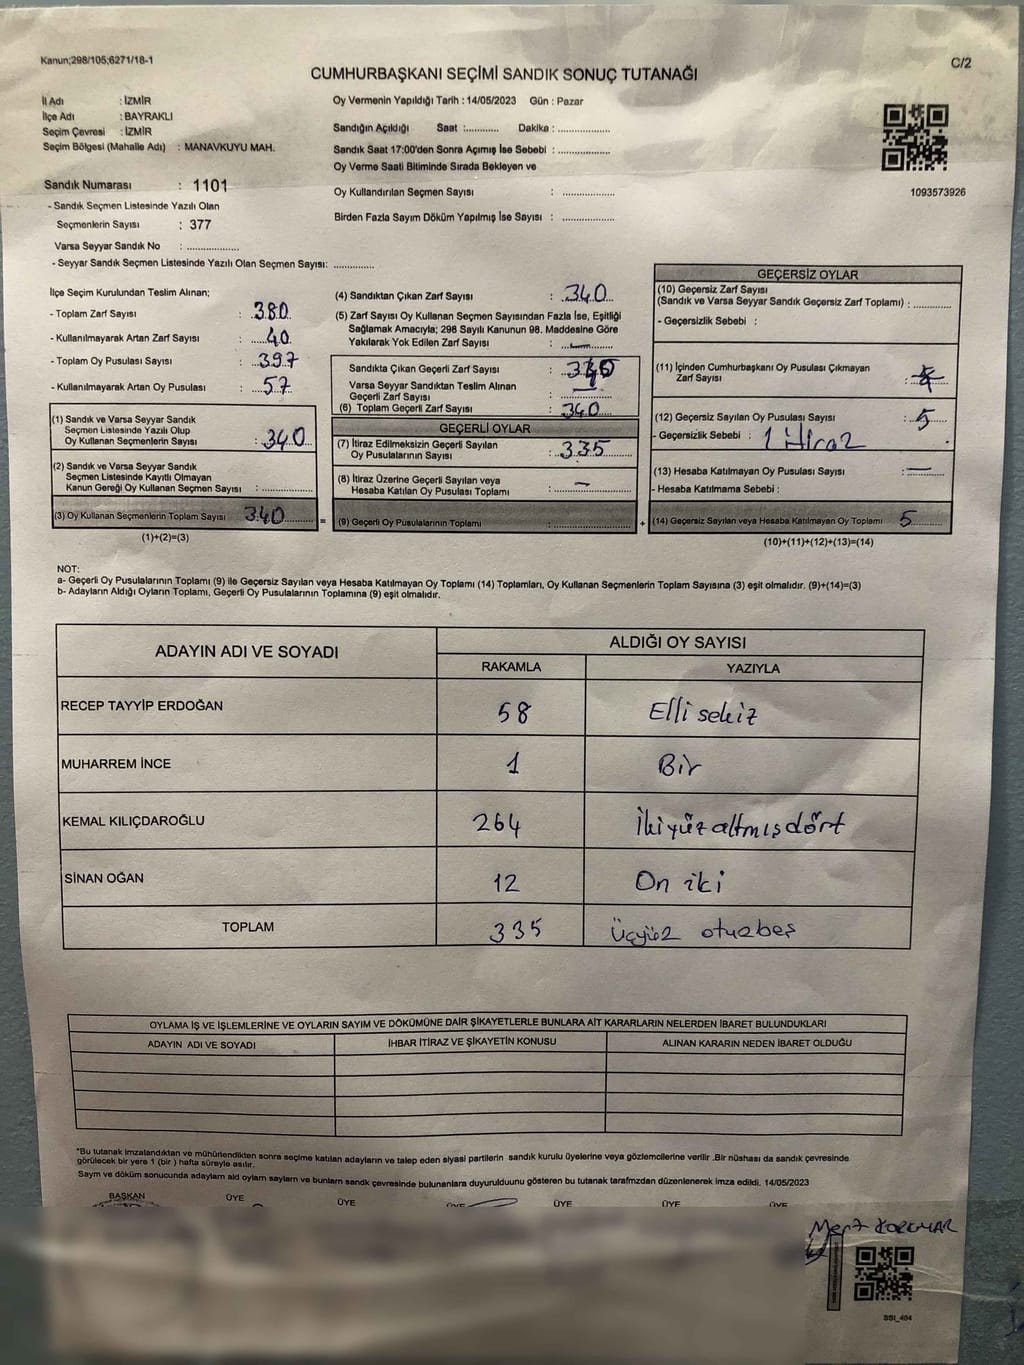 Kanun;298/105;6271/18-1
C/2
CUMHURBAŞKANI SEÇİMİ SANDIK SONUÇ TUTANAĞI
İl Adı : İZMİR
İlçe Adı : BAYRAKLI
Seçim Çevresi : İZMİR
Seçim Bölgesi (Mahalle Adı) : MANAVKUYU MAH.
Sandık Numarası : 1101
- Sandık Seçmen Listesinde Yazılı Olan
Seçmenlerin Sayısı : 377
Varsa Seyyar Sandık No : ..................
- Seyyar Sandık Seçmen Listesinde Yazılı Olan Seçmen Sayısı: ..............
Oy Vermenin Yapıldığı Tarih : 14/05/2023 Gün : Pazar
Sandığın Açıldığı Saat :............ Dakika : ..................
Sandık Saat 17:00'den Sonra Açımış İse Sebebi : ..................
Oy Verme Saati Bitiminde Sırada Bekleyen ve
Oy Kullandırılan Seçmen Sayısı : ..................
Birden Fazla Sayım Döküm Yapılmış İse Sayısı : ..................
1093573926
İlçe Seçim Kurulundan Teslim Alınan;
- Toplam Zarf Sayısı : 380
- Kullanılmayarak Artan Zarf Sayısı : 40
- Toplam Oy Pusulası Sayısı : 397
- Kullanılmayarak Artan Oy Pusulası : 57
(1) Sandık ve Varsa Seyyar Sandık
Seçmen Listesinde Yazılı Olup
Oy Kullanan Seçmenlerin Sayısı : 340
(2) Sandık ve Varsa Seyyar Sandık
Seçmen Listesinde Kayıtlı Olmayan
Kanun Gereği Oy Kullanan Seçmen Sayısı : ..............
(3) Oy Kullanan Seçmenlerin Toplam Sayısı 340
(1)+(2)=(3)
(4) Sandıktan Çıkan Zarf Sayısı : 340
(5) Zarf Sayısı Oy Kullanan Seçmen Sayısından Fazla İse, Eşitliği
Sağlamak Amacıyla; 298 Sayılı Kanunun 98. Maddesine Göre
Yakılarak Yok Edilen Zarf Sayısı : —
Sandıkta Çıkan Geçerli Zarf Sayısı :
Varsa Seyyar Sandıktan Teslim Alınan
Geçerli Zarf Sayısı :
(6) Toplam Geçerli Zarf Sayısı : 340
GEÇERLİ OYLAR
(7) İtiraz Edilmeksizin Geçerli Sayılan
Oy Pusulalarının Sayısı : 335
(8) İtiraz Üzerine Geçerli Sayılan veya
Hesaba Katılan Oy Pusulası Toplamı : —
= (9) Geçerli Oy Pusulalarının Toplamı : ..................
GEÇERSİZ OYLAR
(10) Geçersiz Zarf Sayısı
(Sandık ve Varsa Seyyar Sandık Geçersiz Zarf Toplamı) : ..........
- Geçersizlik Sebebi :
(11) İçinden Cumhurbaşkanı Oy Pusulası Çıkmayan
Zarf Sayısı :
(12) Geçersiz Sayılan Oy Pusulası Sayısı : 5
- Geçersizlik Sebebi : 1 itiraz
(13) Hesaba Katılmayan Oy Pusulası Sayısı : —
- Hesaba Katılmama Sebebi :
+ (14) Geçersiz Sayılan veya Hesaba Katılmayan Oy Toplamı 5
(10)+(11)+(12)+(13)=(14)
NOT:
a- Geçerli Oy Pusulalarının Toplamı (9) ile Geçersiz Sayılan veya Hesaba Katılmayan Oy Toplamı (14) Toplamları, Oy Kullanan Seçmenlerin Toplam Sayısına (3) eşit olmalıdır. (9)+(14)=(3)
b- Adayların Aldığı Oyların Toplamı, Geçerli Oy Pusulalarının Toplamına (9) eşit olmalıdır.
ADAYIN ADI VE SOYADI ALDIĞI OY SAYISI
RAKAMLA YAZIYLA
RECEP TAYYİP ERDOĞAN 58 Elli sekiz
MUHARREM İNCE 1 Bir
KEMAL KILIÇDAROĞLU 264 İkiyüz altmış dört
SİNAN OĞAN 12 On iki
TOPLAM 335 Üçyüz otuzbeş
OYLAMA İŞ VE İŞLEMLERİNE VE OYLARIN SAYIM VE DÖKÜMÜNE DAİR ŞİKAYETLERLE BUNLARA AİT KARARLARIN NELERDEN İBARET BULUNDUKLARI
ADAYIN ADI VE SOYADI İHBAR İTİRAZ VE ŞİKAYETİN KONUSU ALINAN KARARIN NEDEN İBARET OLDUĞU
*Bu tutanak imzalandıktan ve mühürlendikten sonra seçime katılan adayların ve talep eden siyasi partilerin sandık kurulu üyelerine veya gözlemcilerine verilir .Bir nüshası da sandık çevresinde
görülecek bir yere 1 (bir ) hafta süreyle asılır.
Sayım ve döküm sonucunda adaylarn ald oylarn saylarn ve bunlarn sandk çevresinde bulunanlara duyurulduunu gösteren bu tutanak tarafmzdan düzenlenerek imza edildi. 14/05/2023
BAŞKAN ÜYE ÜYE ÜYE ÜYE ÜYE ÜYE
Mert KORKMAR
SSI_404